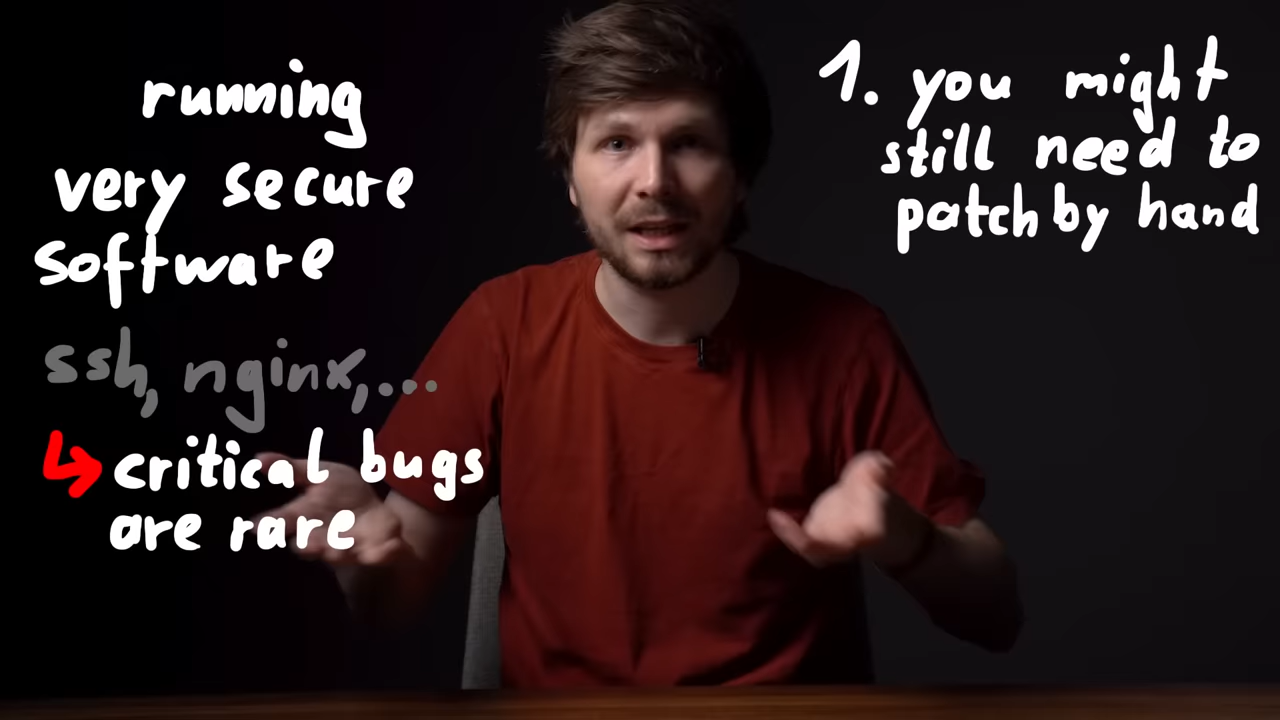 running
very secure
software
ssh, nginx,...
critical bugs
are rare
1. you might
still need to
patch by hand